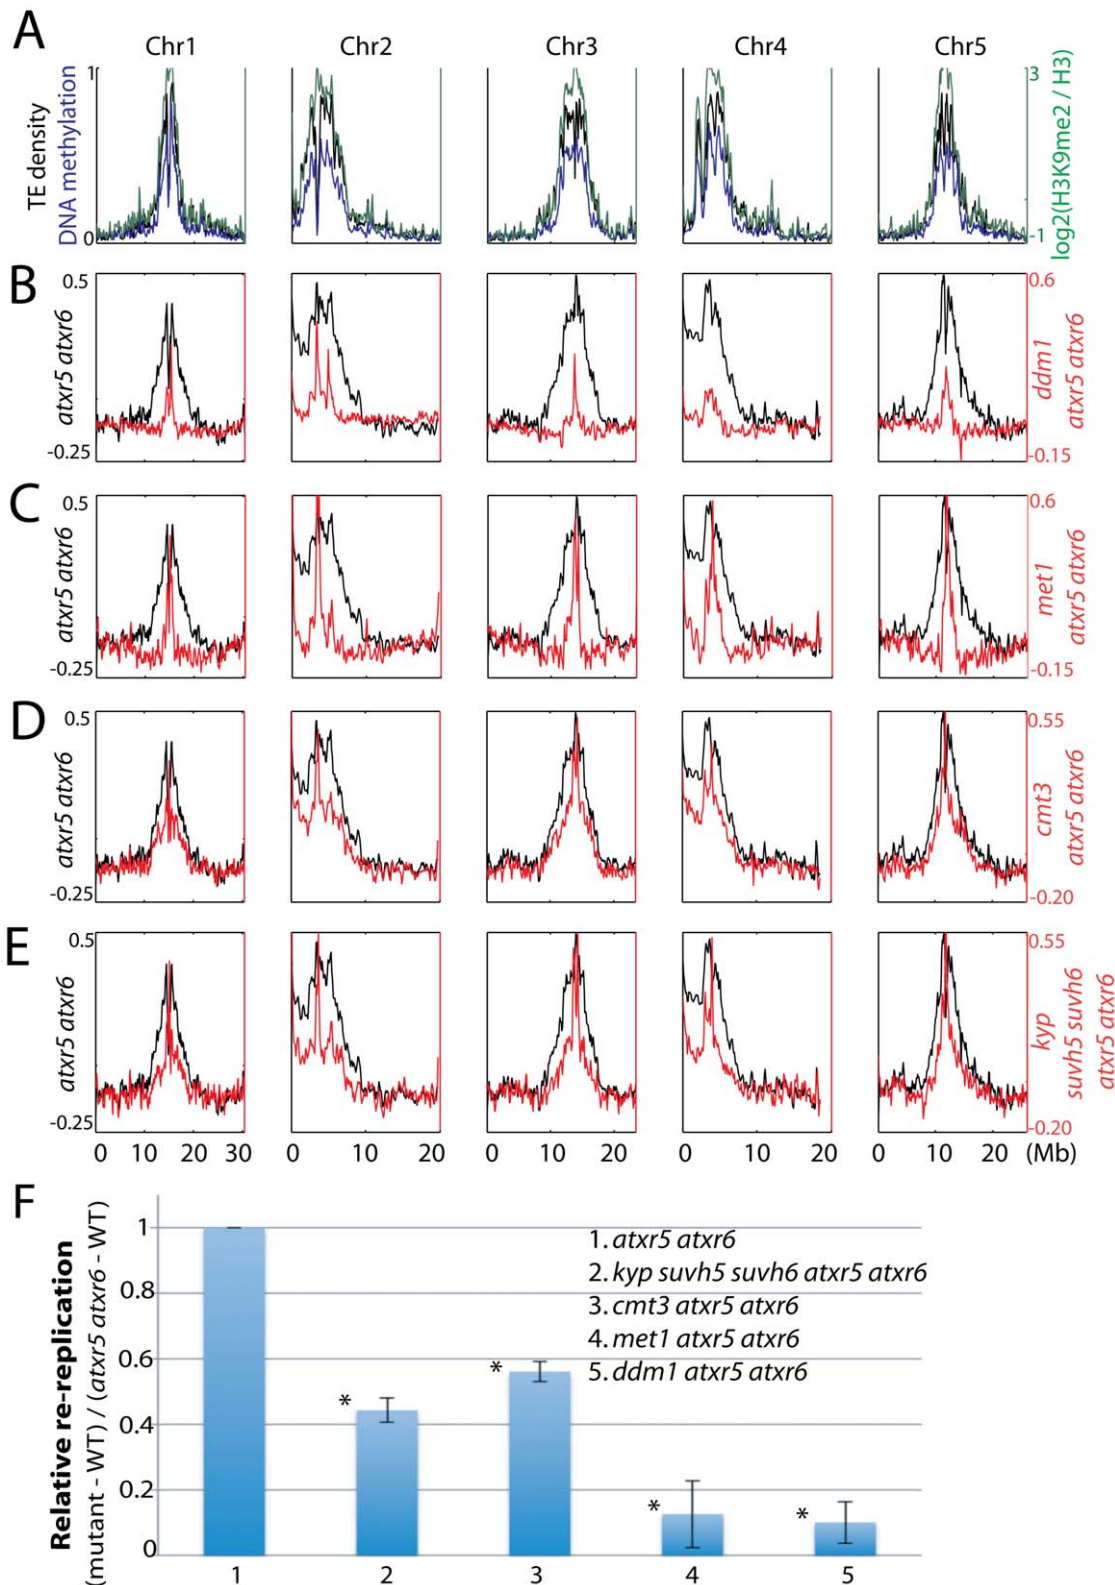 A
Chr1 Chr2 Chr3 Chr4 Chr5
TE density
DNA methylation
1
0
3
-1
log2(H3K9me2 / H3)
B
atxr5 atxr6
0.5
-0.25
0.6
-0.15
ddm1
atxr5 atxr6
C
atxr5 atxr6
0.5
-0.25
0.6
-0.15
met1
atxr5 atxr6
D
atxr5 atxr6
0.5
-0.25
0.55
-0.20
cmt3
atxr5 atxr6
E
atxr5 atxr6
0.5
-0.25
0.55
-0.20
kyp
suvh5 suvh6
atxr5 atxr6
0 10 20 30 0 10 20 0 10 20 0 10 20 0 10 20 (Mb)
F
Relative re-replication
(mutant - WT) / (atxr5 atxr6 - WT)
1
0.8
0.6
0.4
0.2
0
1. atxr5 atxr6
2. kyp suvh5 suvh6 atxr5 atxr6
3. cmt3 atxr5 atxr6
4. met1 atxr5 atxr6
5. ddm1 atxr5 atxr6
* * * *
1 2 3 4 5